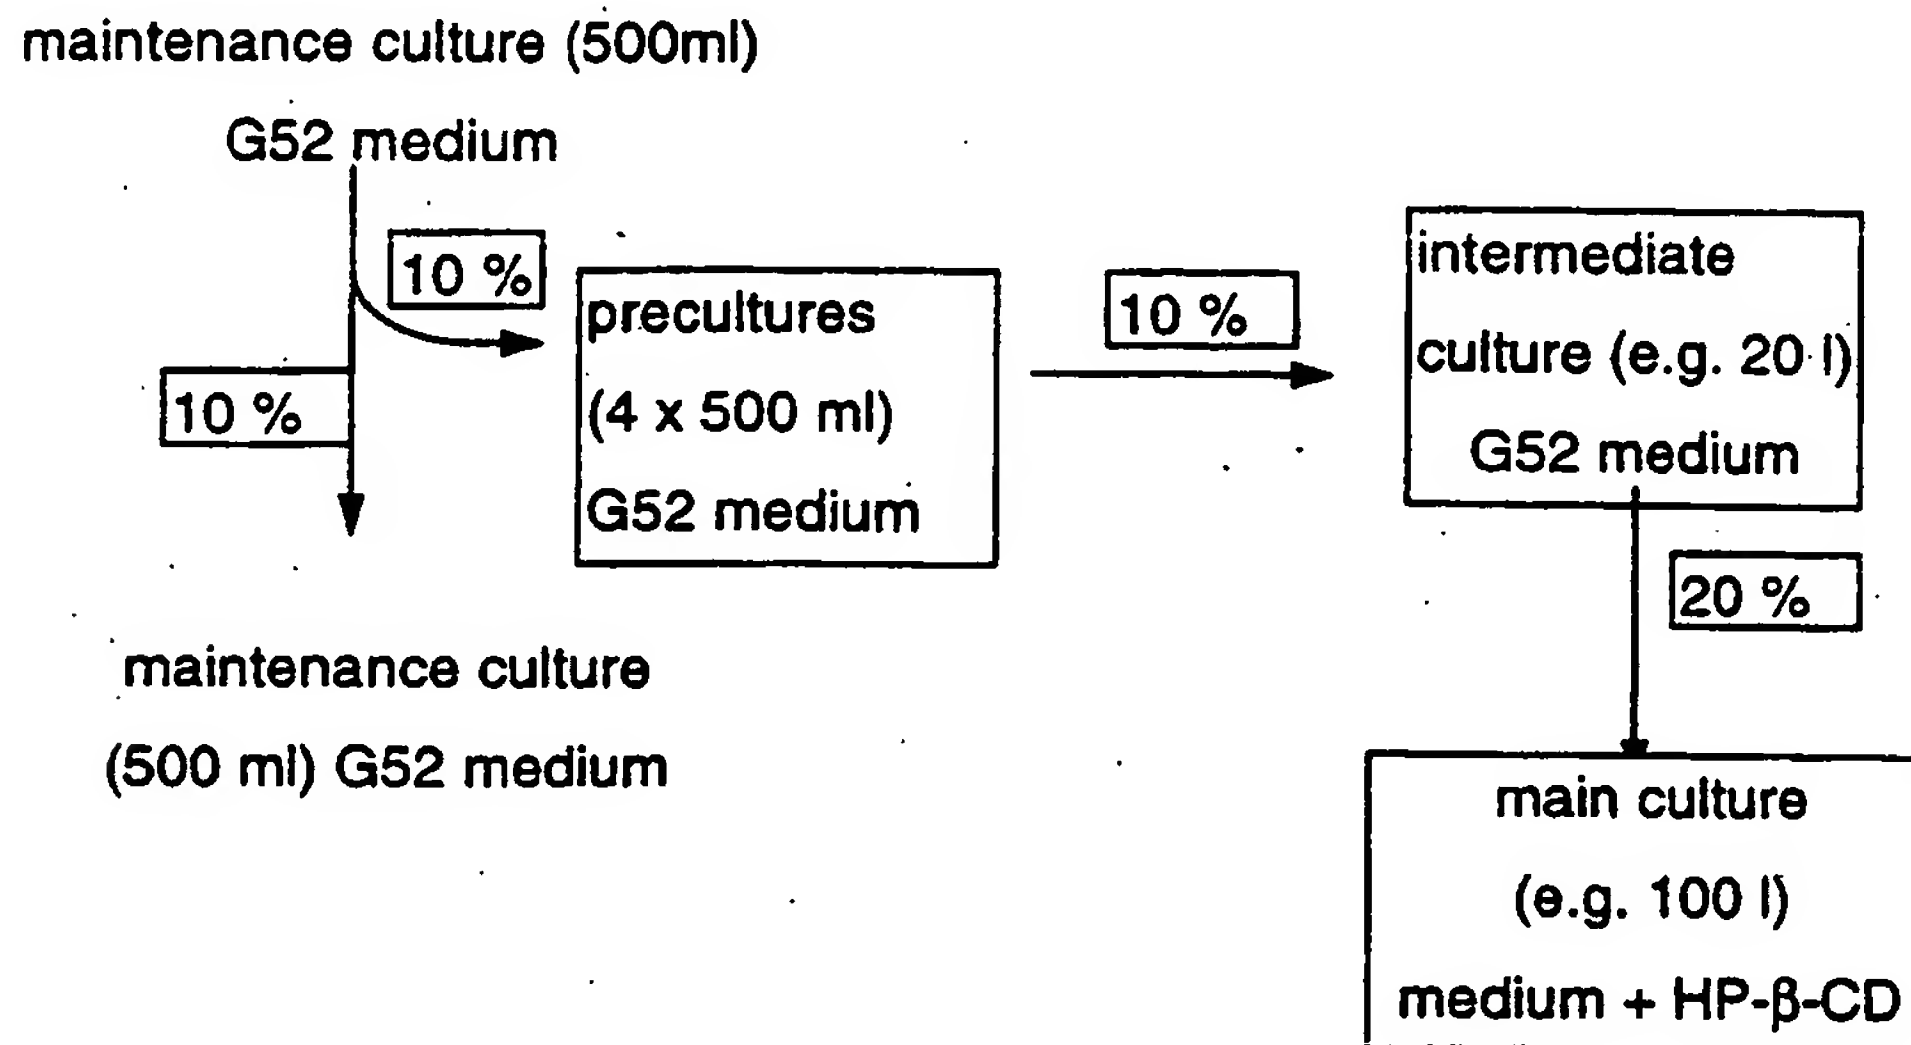 maintenance culture (500ml)
G52 medium
10 %
10 %
precultures
(4 x 500 ml)
G52 medium
10 %
intermediate
culture (e.g. 20 l)
G52 medium
20 %
maintenance culture
(500 ml) G52 medium
main culture
(e.g. 100 l)
medium + HP-β-CD